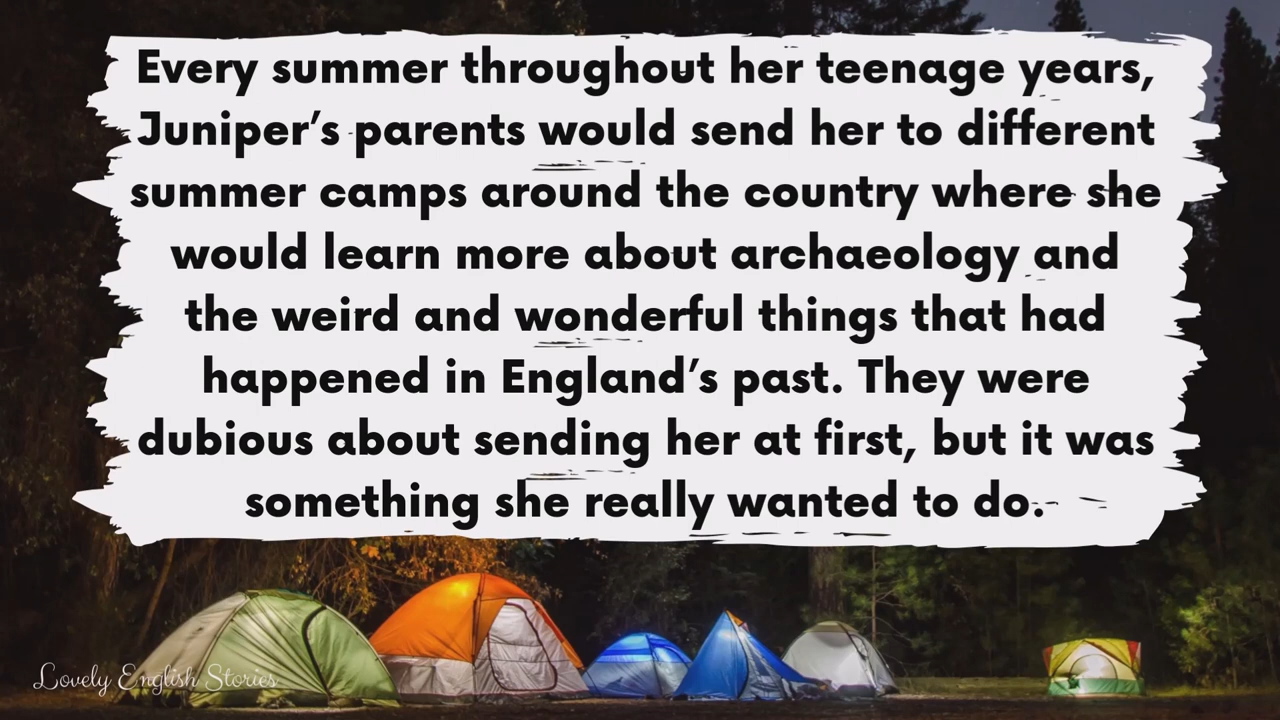 Every summer throughout her teenage years,
Juniper’s parents would send her to different
summer camps around the country where she
would learn more about archaeology and
the weird and wonderful things that had
happened in England’s past. They were
dubious about sending her at first, but it was
something she really wanted to do.
Lovely English Stories